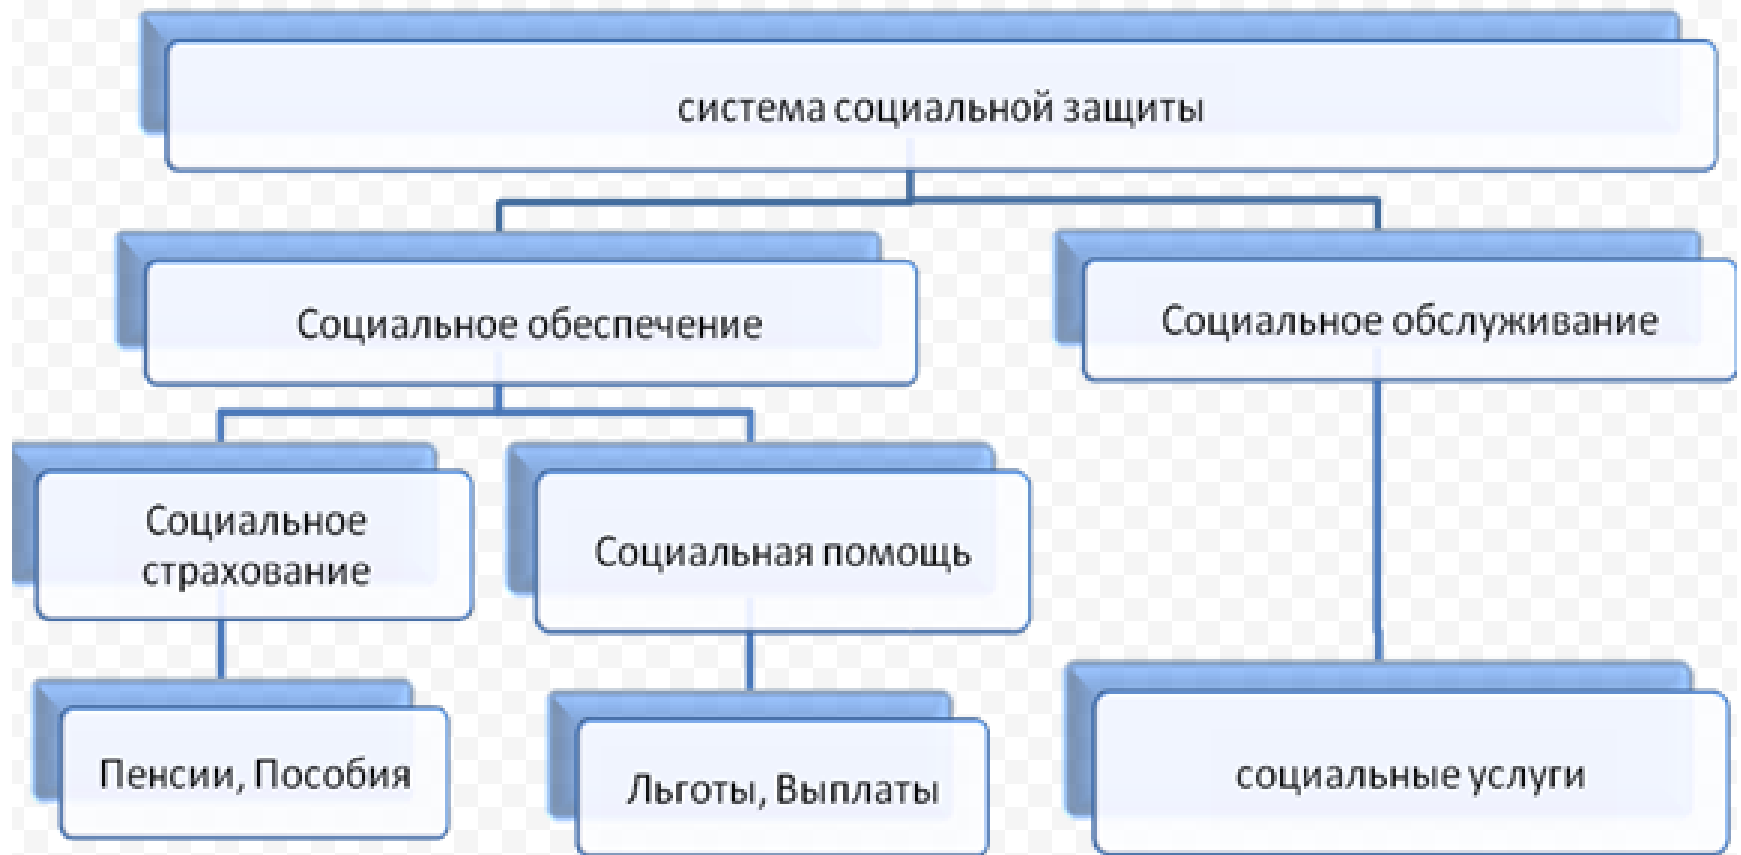 система социальной защиты
Социальное обеспечение
Социальное обслуживание
Социальное
страхование
Социальная помощь
Пенсии, Пособия
Льготы, Выплаты
социальные услуги